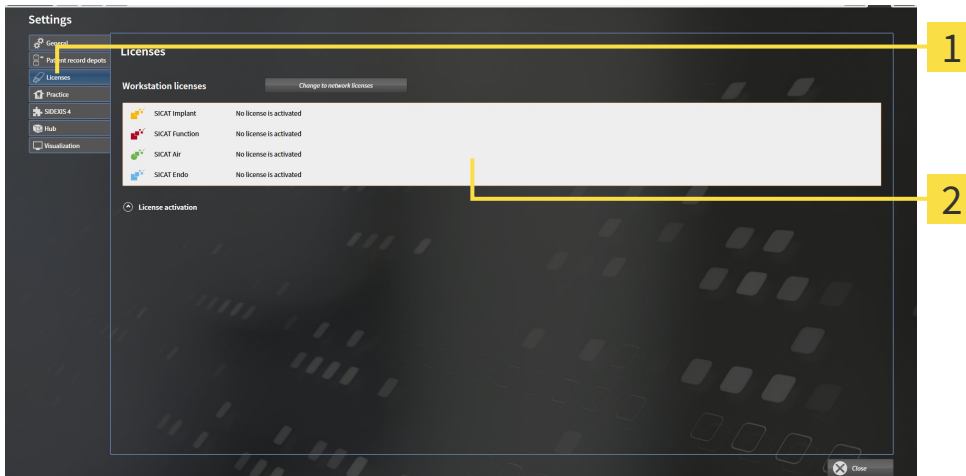 Settings
General
Patient record depots
Licenses
Practice
SIDEXIS 4
Hub
Visualization
Licenses
Workstation licenses
Change to network licenses
SICAT Implant No license is activated
SICAT Function No license is activated
SICAT Air No license is activated
SICAT Endo No license is activated
License activation
Close
1
2